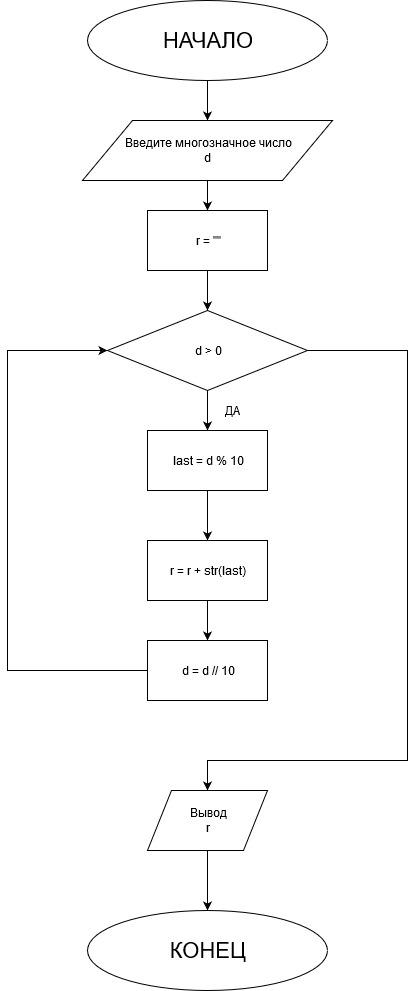 НАЧАЛО
Введите многозначное число
d
r = ""
d > 0
ДА
last = d % 10
r = r + str(last)
d = d // 10
Вывод
r
КОНЕЦ